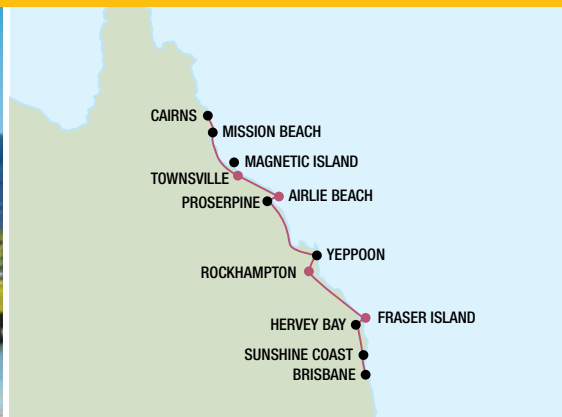 CAIRNS
MISSION BEACH
MAGNETIC ISLAND
TOWNSVILLE
AIRLIE BEACH
PROSERPINE
YEPPOON
ROCKHAMPTON
FRASER ISLAND
HERVEY BAY
SUNSHINE COAST
BRISBANE